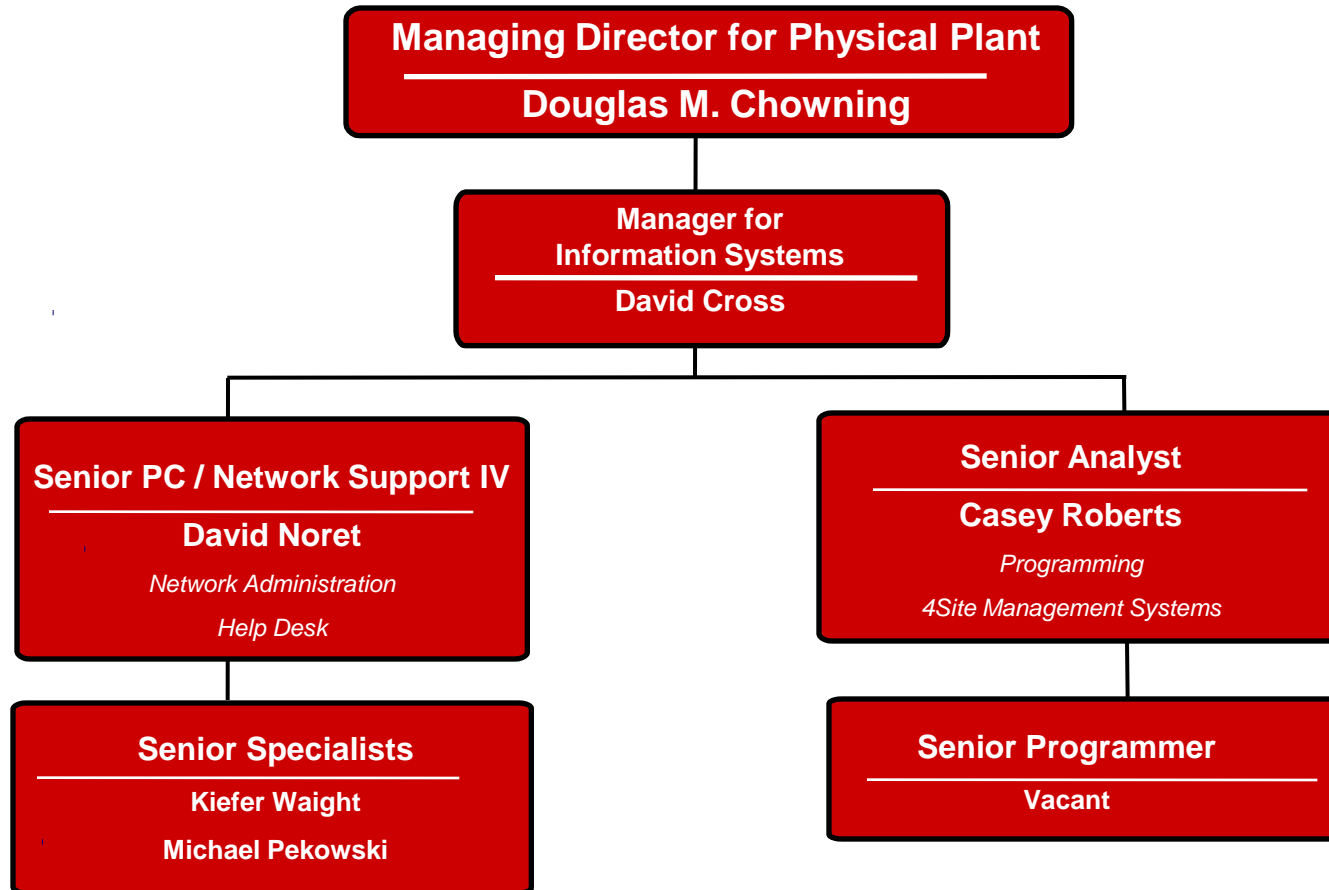 Managing Director for Physical Plant
Douglas M. Chowning
Manager for
Information Systems
David Cross
Senior PC / Network Support IV
David Noret
Network Administration
Help Desk
Senior Analyst
Casey Roberts
Programming
4Site Management Systems
Senior Specialists
Kiefer Waight
Michael Pekowski
Senior Programmer
Vacant